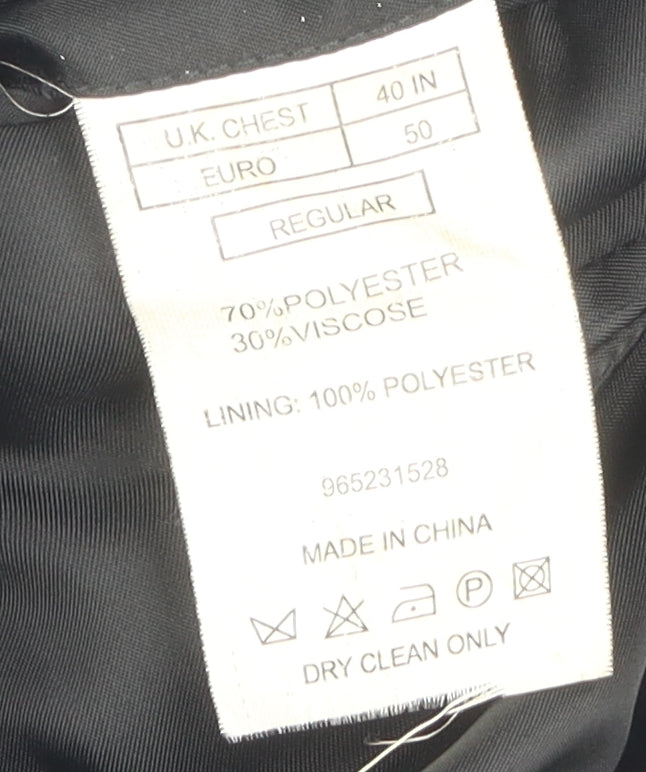 U.K. CHEST 40 IN
EURO 50
REGULAR
70%POLYESTER
30%VISCOSE
LINING: 100% POLYESTER
965231528
MADE IN CHINA
P
DRY CLEAN ONLY